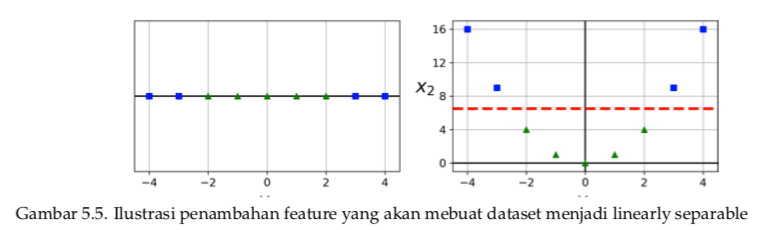 16
12
x₂ 8
4
0
−4 −2 0 2 4
−4 −2 0 2 4
Gambar 5.5. Ilustrasi penambahan feature yang akan mebuat dataset menjadi linearly separable